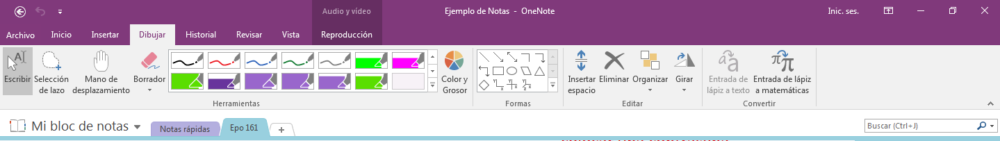 Audio y vídeo
Ejemplo de Notas - OneNote
Inic. ses.
Archivo Inicio Insertar Dibujar Historial Revisar Vista Reproducción
Escribir
Selección de lazo
Mano de desplazamiento
Borrador
Color y Grosor
Insertar espacio
Eliminar
Organizar
Girar
Entrada de lápiz a texto
Entrada de lápiz a matemáticas
Herramientas
Formas
Editar
Convertir
Mi bloc de notas
Notas rápidas
Epo 161
Buscar (Ctrl+J)